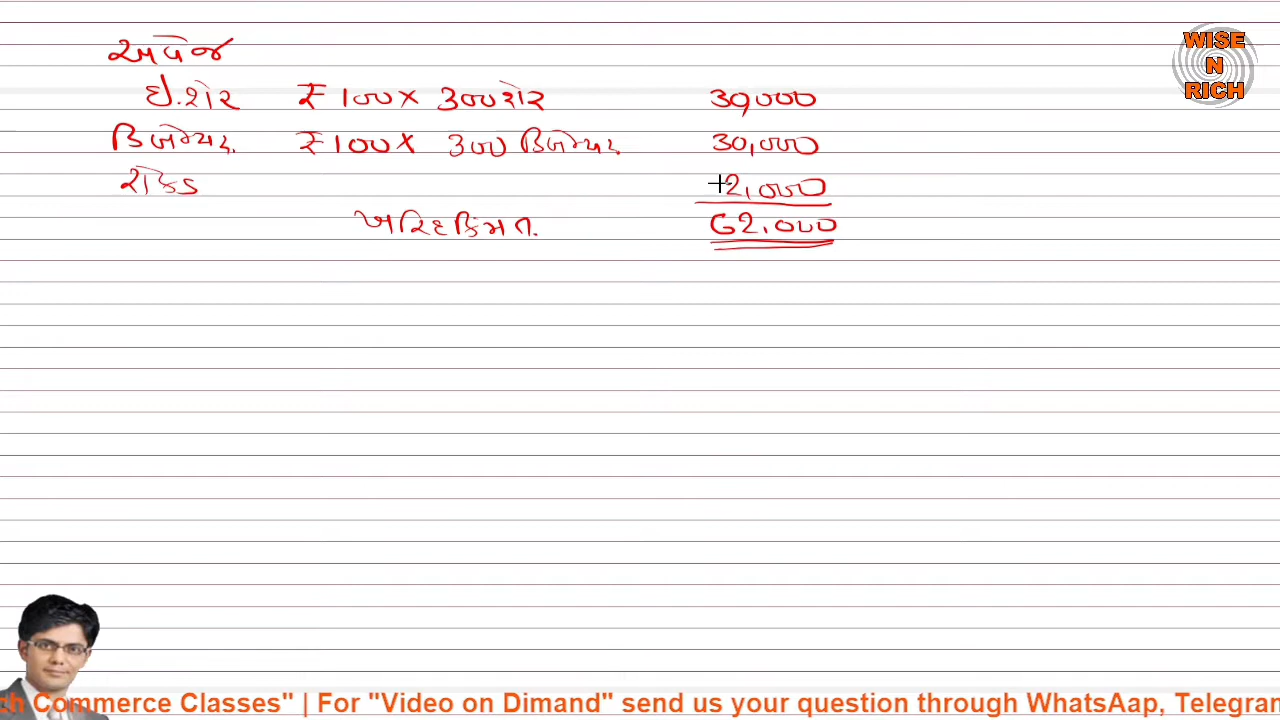 અવેજ
ઈ.શેર ₹ 100 × 300 શેર 30,000
ડિબેન્ચર. ₹ 100 × 300 ડિબેન્ચર 30,000
રોકડ +2,000
ખરિદકિંમત. 62,000
WISE
N
RICH
ch Commerce Classes" | For "Video on Dimand" send us your question through WhatsAap, Telegran